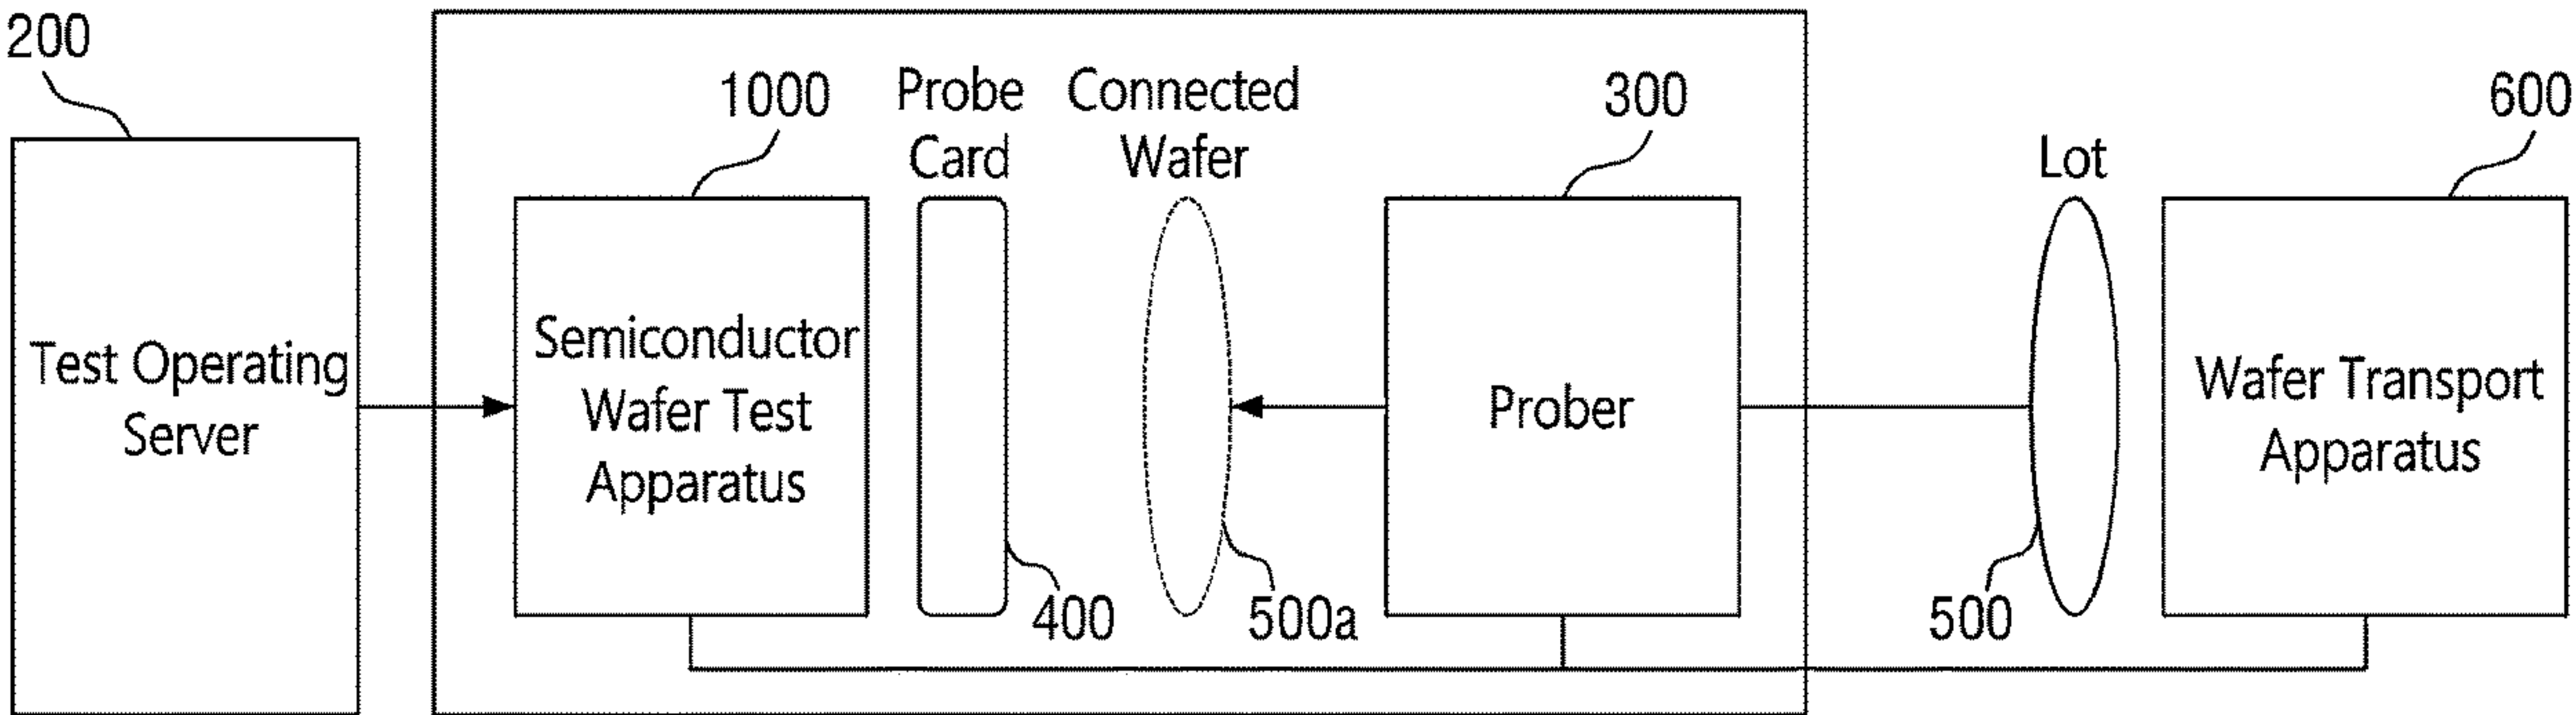 200
1000
Probe
Card
Connected
Wafer
300
600
Lot
Test Operating
Server
Semiconductor
Wafer Test
Apparatus
Prober
Wafer Transport
Apparatus
400
500a
500